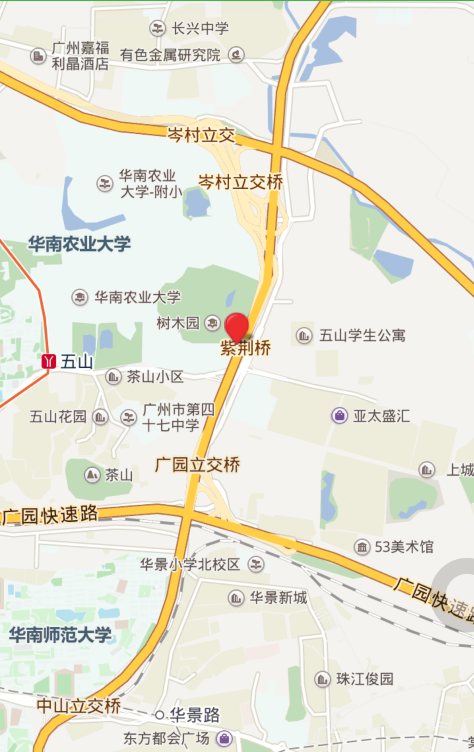 长兴中学
广州嘉福
利晶酒店
有色金属研究院
岑村立交
岑村立交桥
华南农业
大学-附小
华南农业大学
华南农业大学
树木园
五山学生公寓
紫荆桥
五山
茶山小区
五山花园
广州市第四
十七中学
亚太盛汇
广园立交桥
茶山
上城
广园快速路
53美术馆
华景小学北校区
广园快速路
华景新城
华南师范大学
珠江俊园
中山立交桥
华景路
东方都会广场